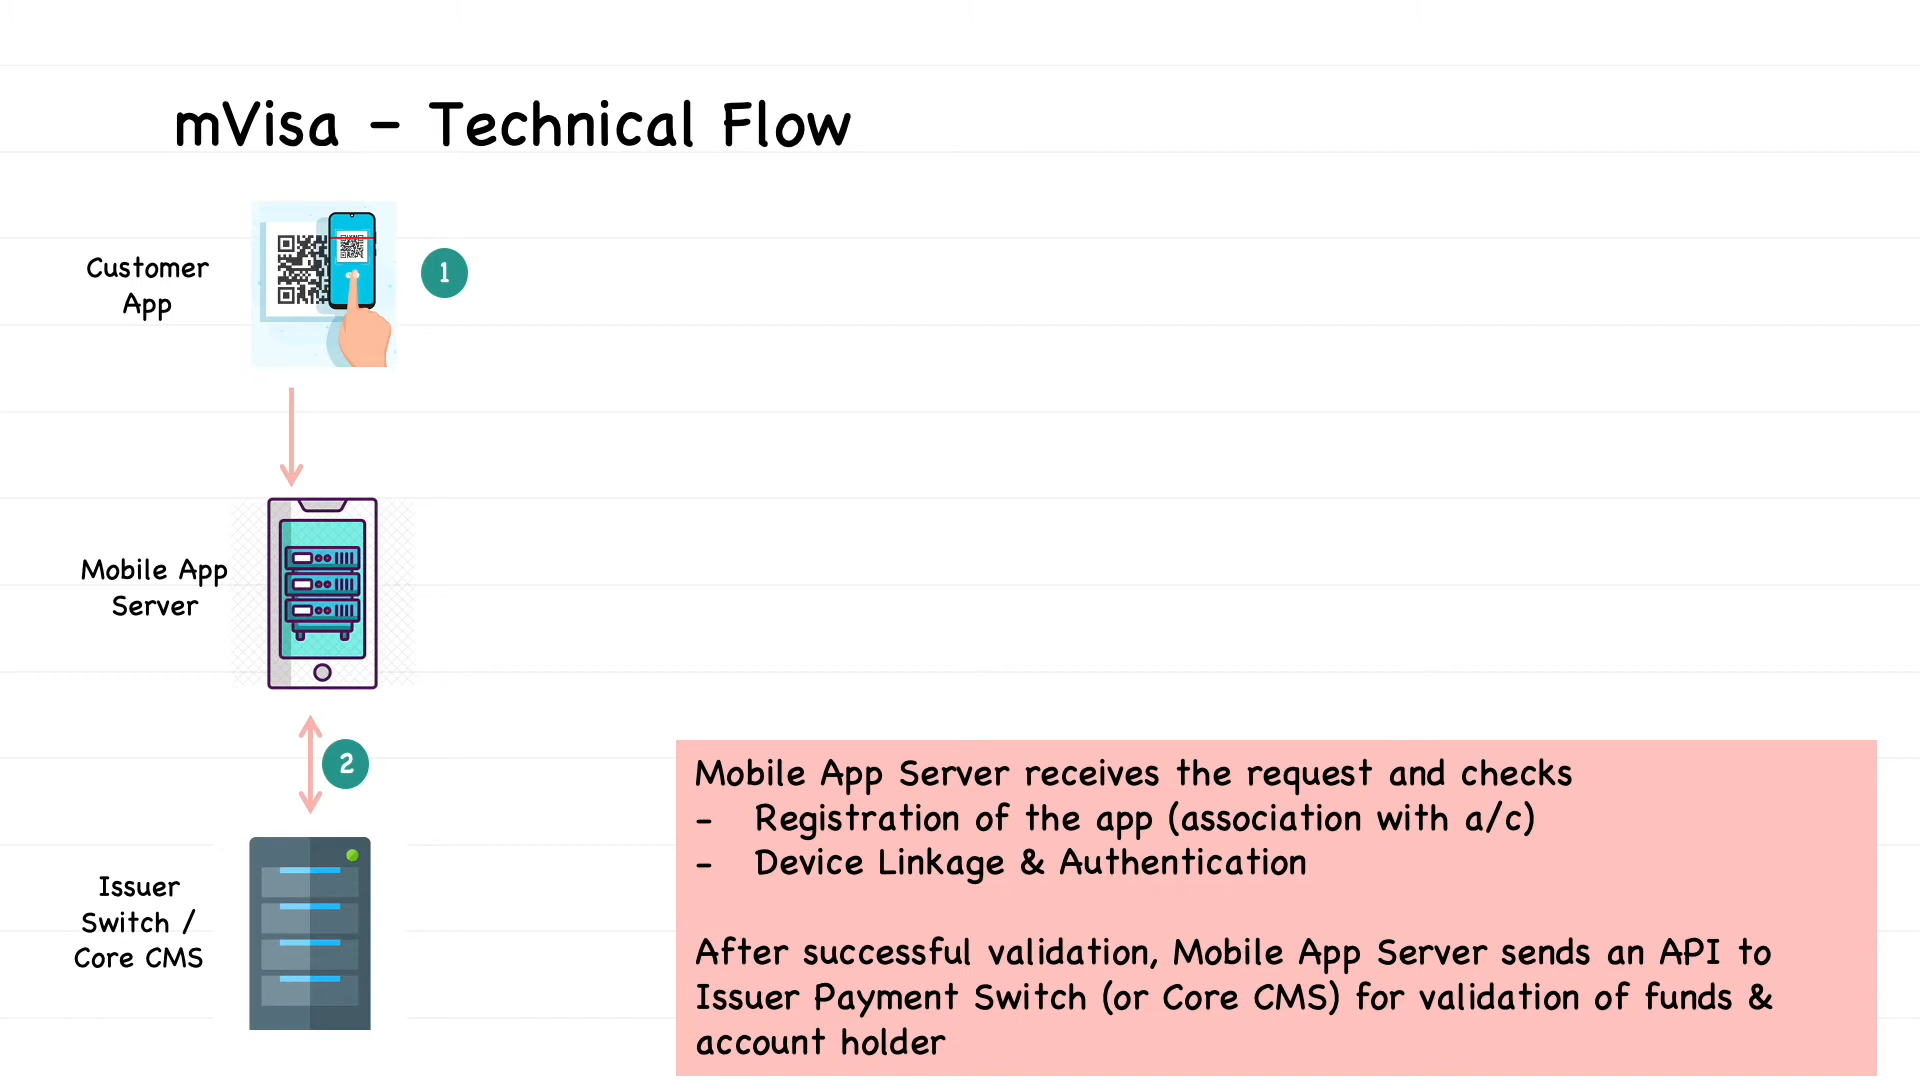 mVisa - Technical Flow
Customer
App
1
Mobile App
Server
2
Issuer
Switch /
Core CMS
Mobile App Server receives the request and checks
- Registration of the app (association with a/c)
- Device Linkage & Authentication
After successful validation, Mobile App Server sends an API to
Issuer Payment Switch (or Core CMS) for validation of funds &
account holder